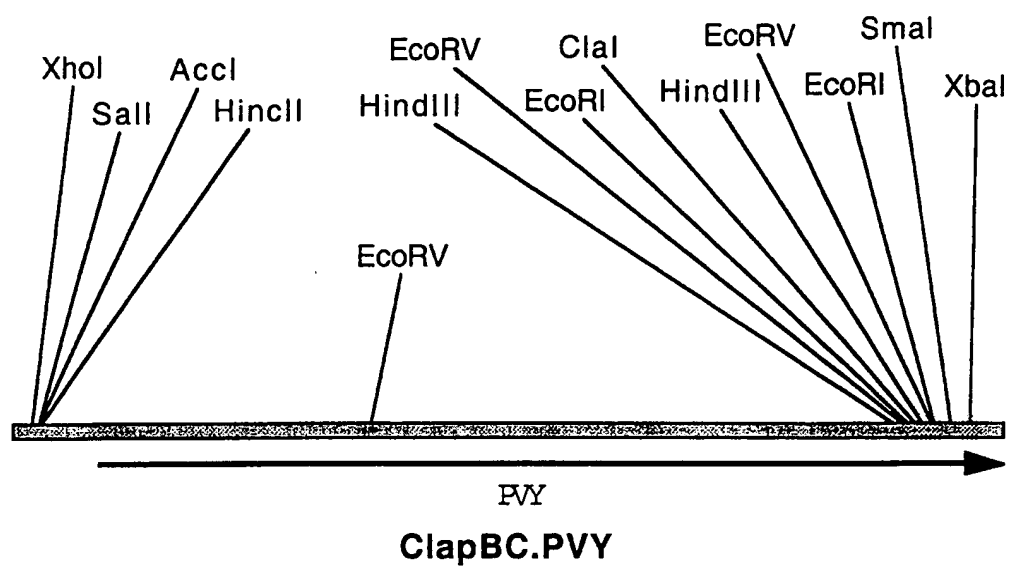 XhoI
SalI
AccI
HincII
HindIII
EcoRV
EcoRI
ClaI
HindIII
EcoRV
EcoRI
SmaI
XbaI
EcoRV
PVY
ClapBC.PVY